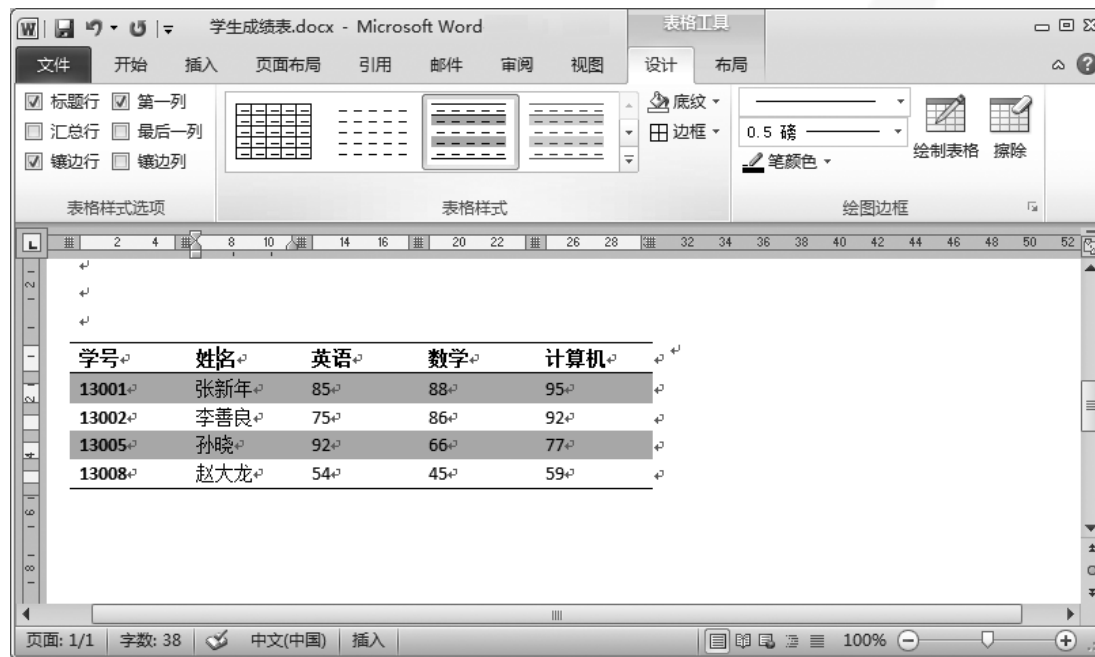 学生成绩表.docx - Microsoft Word
表格工具
文件 开始 插入 页面布局 引用 邮件 审阅 视图 设计 布局
标题行 第一列
汇总行 最后一列
镶边行 镶边列
底纹
边框
0.5 磅
笔颜色
绘制表格 擦除
表格样式选项 表格样式 绘图边框
2 4 8 10 14 16 20 22 26 28 32 34 36 38 40 42 44 46 48 50 52
学号 姓名 英语 数学 计算机
13001 张新年 85 88 95
13002 李善良 75 86 92
13005 孙晓 92 66 77
13008 赵大龙 54 45 59
页面: 1/1 字数: 38 中文(中国) 插入 100%